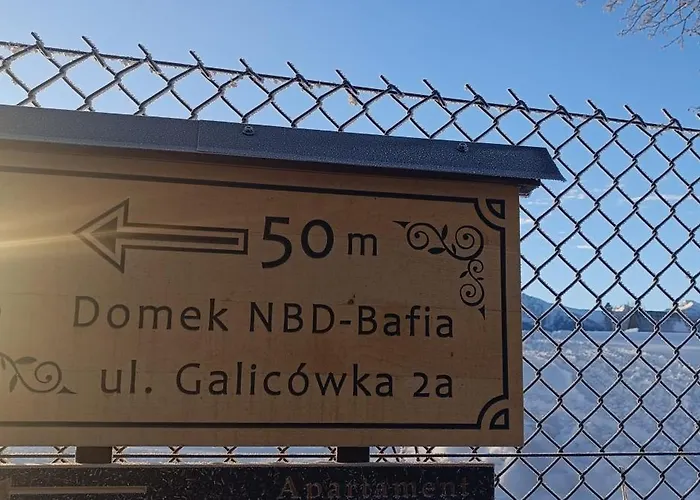 50 m
Domek NBD-Bafia
ul. Galicówka 2a
Apartament